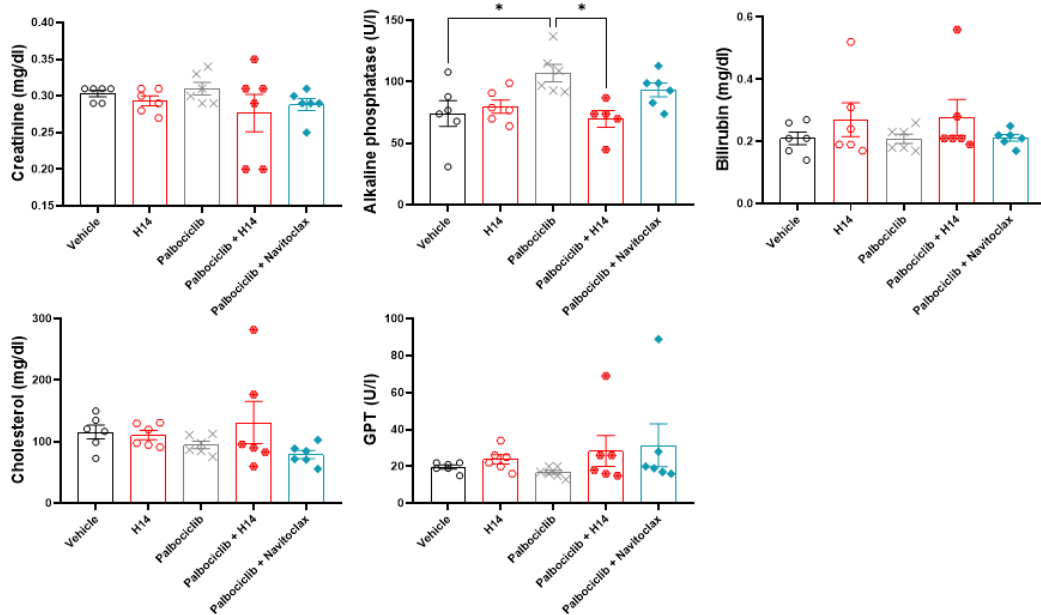 Creatinine (mg/dl)
0.40
0.35
0.30
0.25
0.20
0.15
Vehicle
H14
Palbociclib
Palbociclib + H14
Palbociclib + Navitoclax
Alkaline phosphatase (U/l)
150
100
50
0
*
*
Vehicle
H14
Palbociclib
Palbociclib + H14
Palbociclib + Navitoclax
Bilirubin (mg/dl)
0.6
0.4
0.2
0.0
Vehicle
H14
Palbociclib
Palbociclib + H14
Palbociclib + Navitoclax
Cholesterol (mg/dl)
300
200
100
0
Vehicle
H14
Palbociclib
Palbociclib + H14
Palbociclib + Navitoclax
GPT (U/l)
100
80
60
40
20
0
Vehicle
H14
Palbociclib
Palbociclib + H14
Palbociclib + Navitoclax